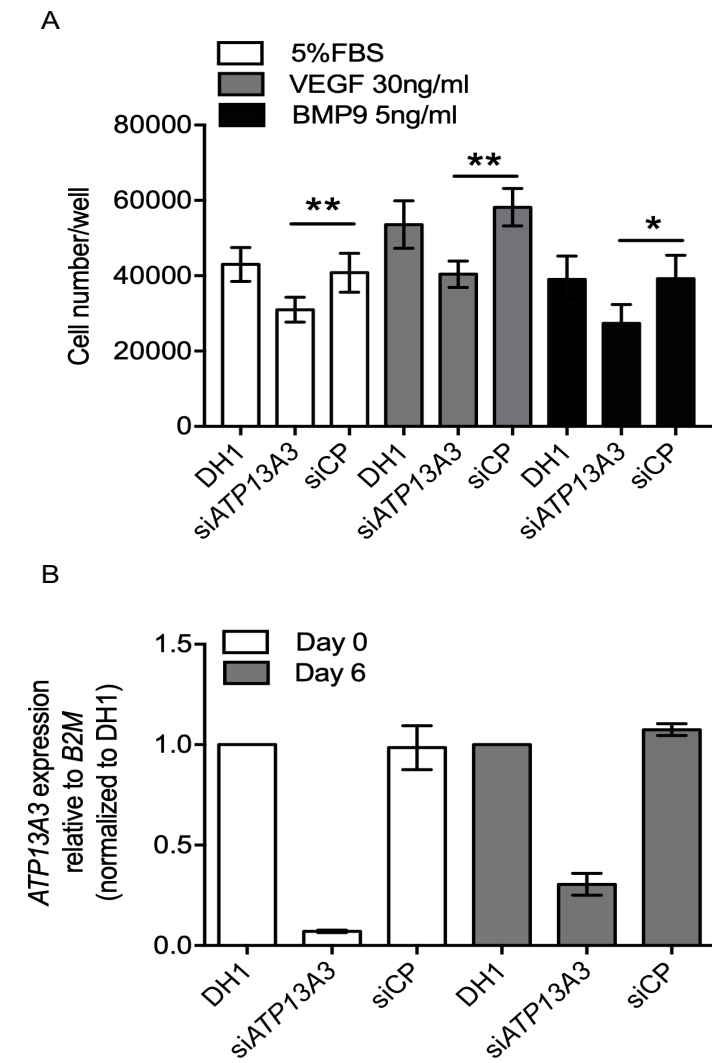 A
5%FBS
VEGF 30ng/ml
BMP9 5ng/ml
80000
60000
40000
20000
0
Cell number/well
**
**
*
DH1
siATP13A3
siCP
DH1
siATP13A3
siCP
DH1
siATP13A3
siCP
B
Day 0
Day 6
1.5
1.0
0.5
0.0
ATP13A3 expression
relative to B2M
(normalized to DH1)
DH1
siATP13A3
siCP
DH1
siATP13A3
siCP